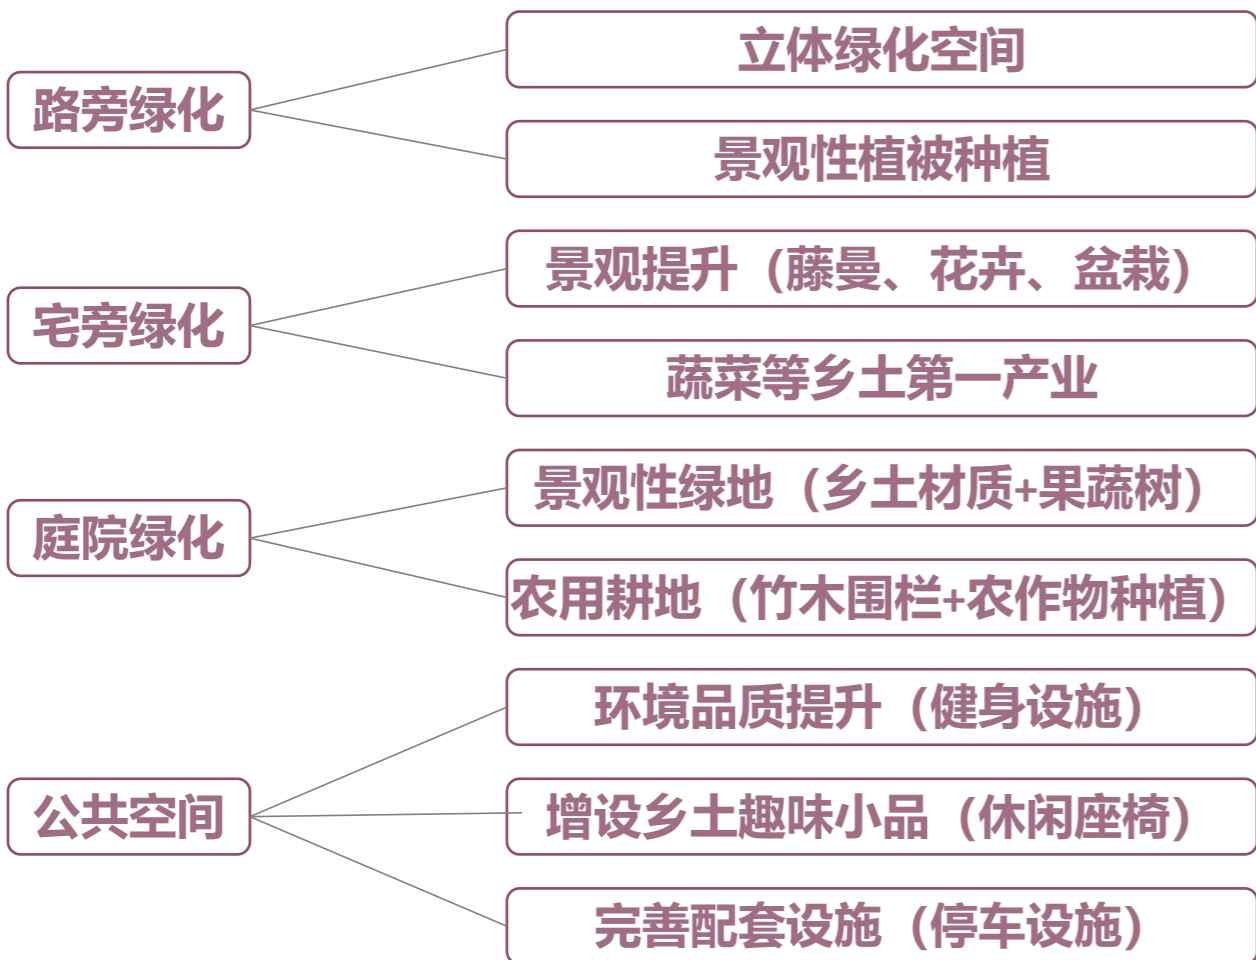 路旁绿化
立体绿化空间
景观性植被种植
宅旁绿化
景观提升（藤曼、花卉、盆栽）
蔬菜等乡土第一产业
庭院绿化
景观性绿地（乡土材质+果蔬树）
农用耕地（竹木围栏+农作物种植）
公共空间
环境品质提升（健身设施）
增设乡土趣味小品（休闲座椅）
完善配套设施（停车设施）